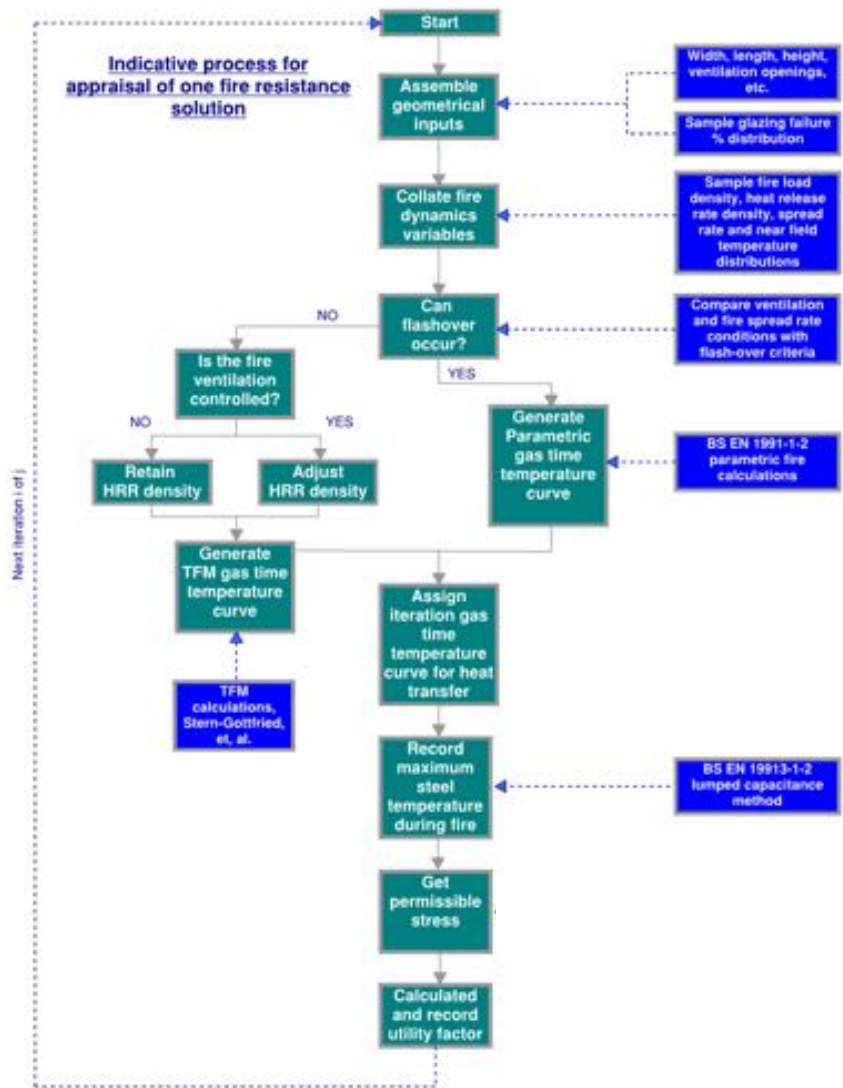 Start
Indicative process for
appraisal of one fire resistance
solution
Width, length, height,
ventilation openings,
etc.
Assemble
geometrical
inputs
Sample glazing failure
% distribution
Collate fire
dynamics
variables
Sample fire load
density, heat release
rate density, spread
rate and near field
temperature
distributions
Can
flashover
occur?
Compare ventilation
and fire spread rate
conditions with
flash-over criteria
NO
YES
Is the fire
ventilation
controlled?
NO
YES
Retain
HRR density
Adjust
HRR density
Generate
Parametric
gas time
temperature
curve
BS EN 1991-1-2
parametric fire
calculations
Next iteration i of j
Generate
TFM gas time
temperature
curve
Assign
iteration gas
time
temperature
curve for heat
transfer
TFM
calculations,
Stern-Gottfried,
et, al.
Record
maximum
steel
temperature
during fire
BS EN 19913-1-2
lumped capacitance
method
Get
permissible
stress
Calculated
and record
utility factor